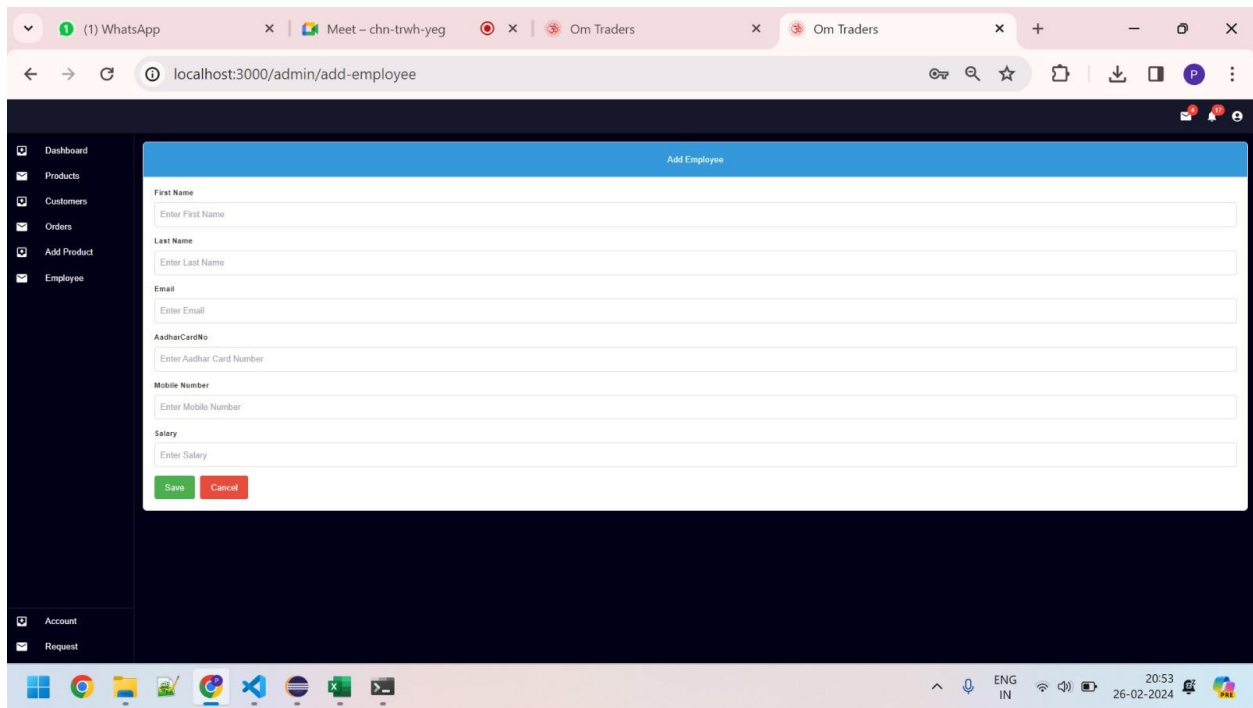 (1) WhatsApp
Meet – chn-trwh-yeg
Om Traders
Om Traders
localhost:3000/admin/add-employee
P
4
17
Dashboard
Products
Customers
Orders
Add Product
Employee
Add Employee
First Name
Enter First Name
Last Name
Enter Last Name
Email
Enter Email
AadharCardNo
Enter Aadhar Card Number
Mobile Number
Enter Mobile Number
Salary
Enter Salary
Save
Cancel
Account
Request
ENG
IN
20:53
26-02-2024
PRE